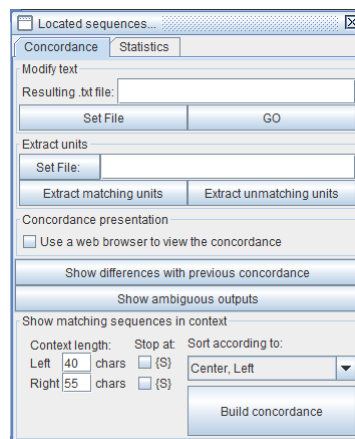 Located sequences...
Concordance Statistics
Modify text
Resulting .txt file:
Set File GO
Extract units
Set File:
Extract matching units Extract unmatching units
Concordance presentation
Use a web browser to view the concordance
Show differences with previous concordance
Show ambiguous outputs
Show matching sequences in context
Context length: Stop at: Sort according to:
Left 40 chars {S} Center, Left
Right 55 chars {S}
Build concordance